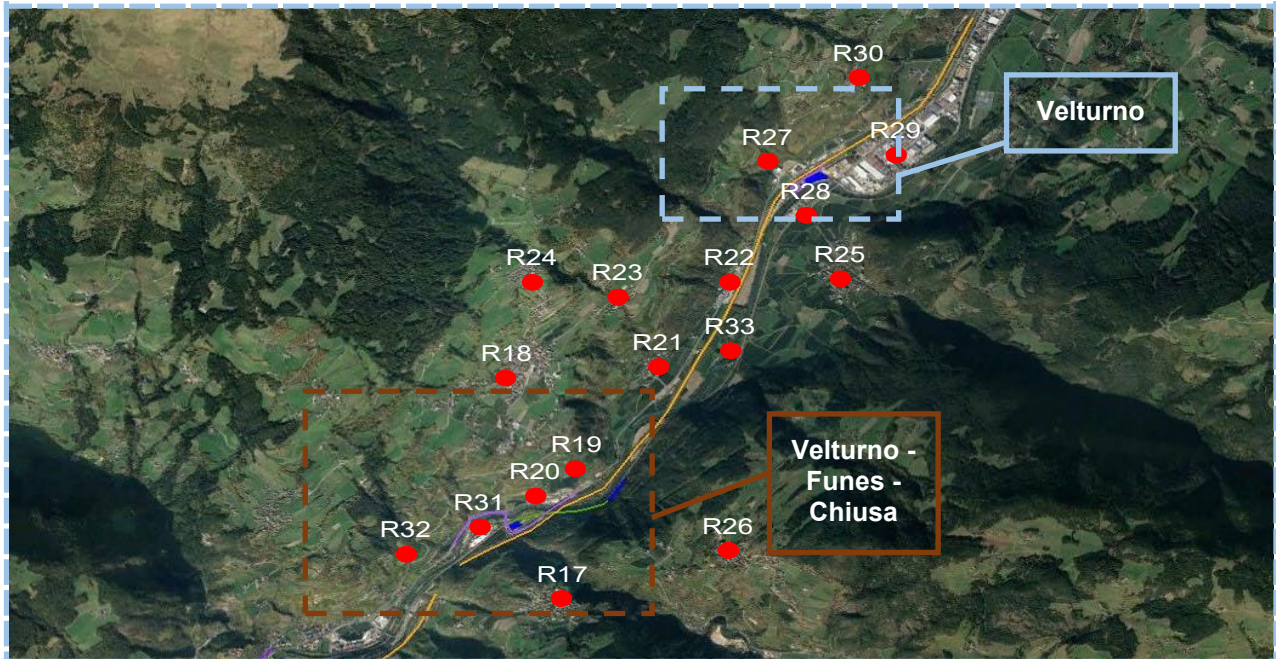 R30
Velturno
R27
R29
R28
R24
R23
R22
R25
R21
R33
R18
Velturno -
Funes -
Chiusa
R19
R20
R31
R32
R26
R17